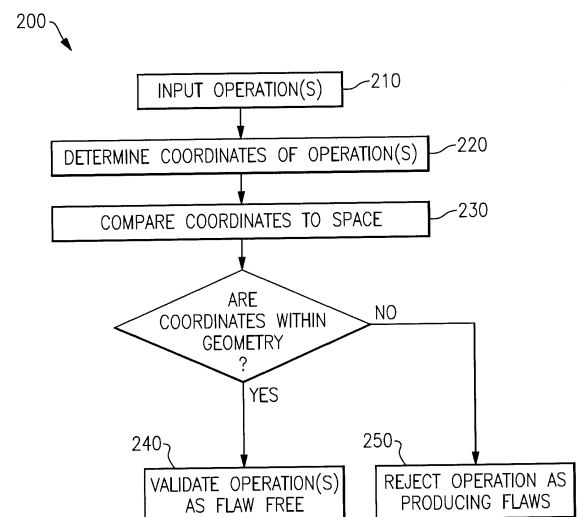 200
INPUT OPERATION(S)
210
DETERMINE COORDINATES OF OPERATION(S)
220
COMPARE COORDINATES TO SPACE
230
ARE
COORDINATES WITHIN
GEOMETRY
?
NO
YES
240
VALIDATE OPERATION(S)
AS FLAW FREE
250
REJECT OPERATION AS
PRODUCING FLAWS